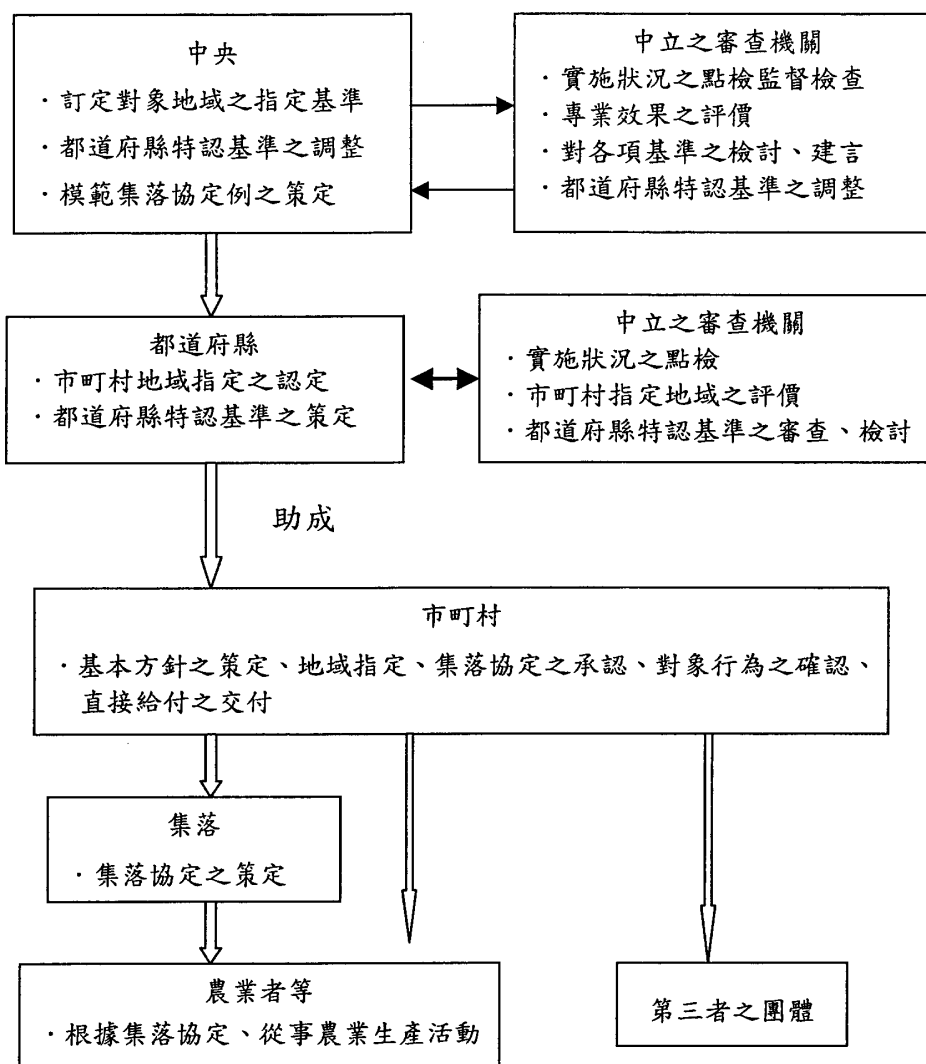 中央
·訂定對象地域之指定基準
·都道府縣特認基準之調整
·模範集落協定例之策定
中立之審查機關
·實施狀況之點檢監督檢查
·專業效果之評價
·對各項基準之檢討、建言
·都道府縣特認基準之調整
都道府縣
·市町村地域指定之認定
·都道府縣特認基準之策定
中立之審查機關
·實施狀況之點檢
·市町村指定地域之評價
·都道府縣特認基準之審查、檢討
助成
市町村
·基本方針之策定、地域指定、集落協定之承認、對象行為之確認、
直接給付之交付
集落
·集落協定之策定
農業者等
·根據集落協定、從事農業生產活動
第三者之團體